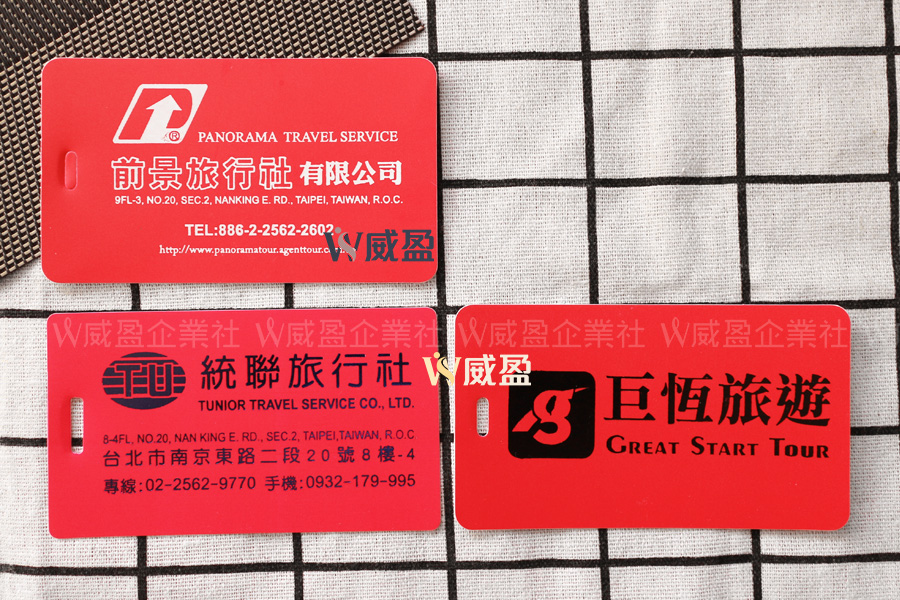 PANORAMA TRAVEL SERVICE
前景旅行社有限公司
9FL-3, NO.20, SEC.2, NANKING E. RD., TAIPEI, TAIWAN, R.O.C.
TEL:886-2-2562-2602
http://www.panoramatour.agenttour.com
威盈
威盈企業社 威盈企業社 威盈企業社 威盈企業社
統聯旅行社
TUNIOR TRAVEL SERVICE CO., LTD.
8-4FL, NO.20, NAN KING E. RD., SEC.2, TAIPEI,TAIWAN, R.O.C
台北市南京東路二段20號8樓-4
專線:02-2562-9770 手機:0932-179-995
威盈
g 巨恆旅遊
GREAT START TOUR